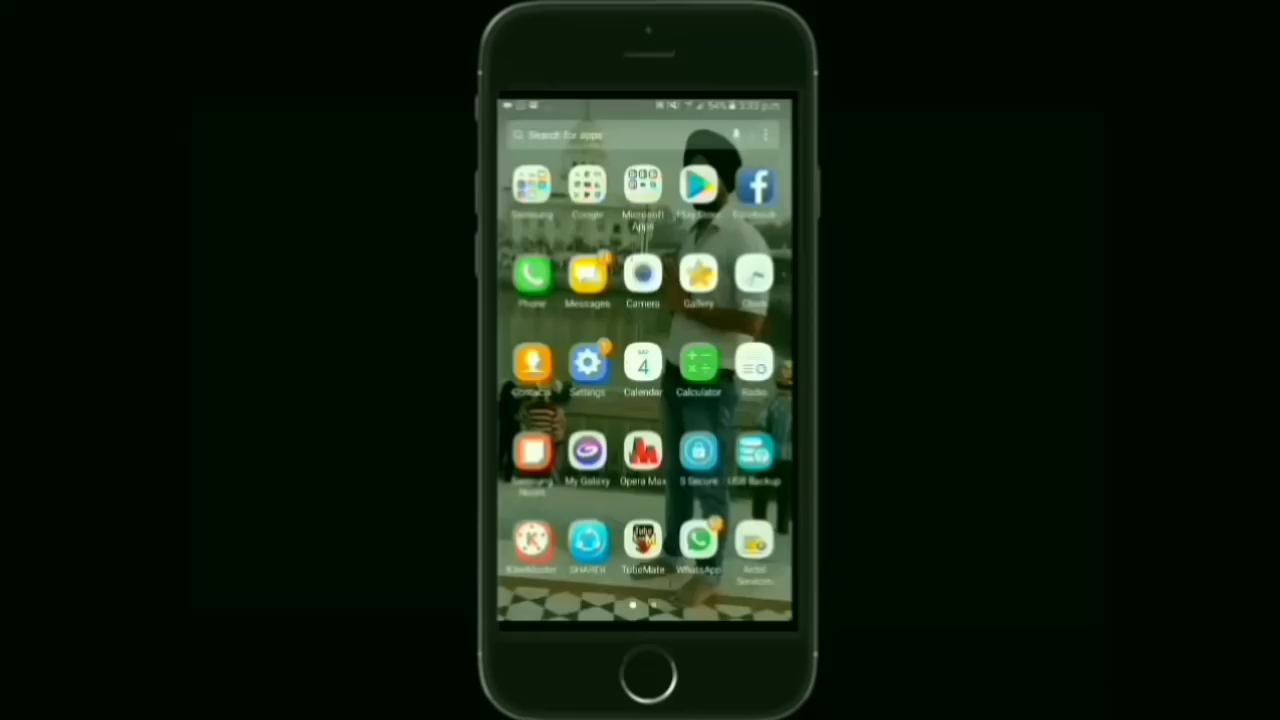 54% 3:33 p.m.
Search for apps
Samsung Google Microsoft Apps Play Store Facebook
Phone Messages Camera Gallery Clock
4
Contacts Settings Calendar Calculator Radio
Samsung Notes My Galaxy Opera Max S Secure USB Backup
K Tube M
KineMaster SHAREit TubeMate WhatsApp Airtel Services